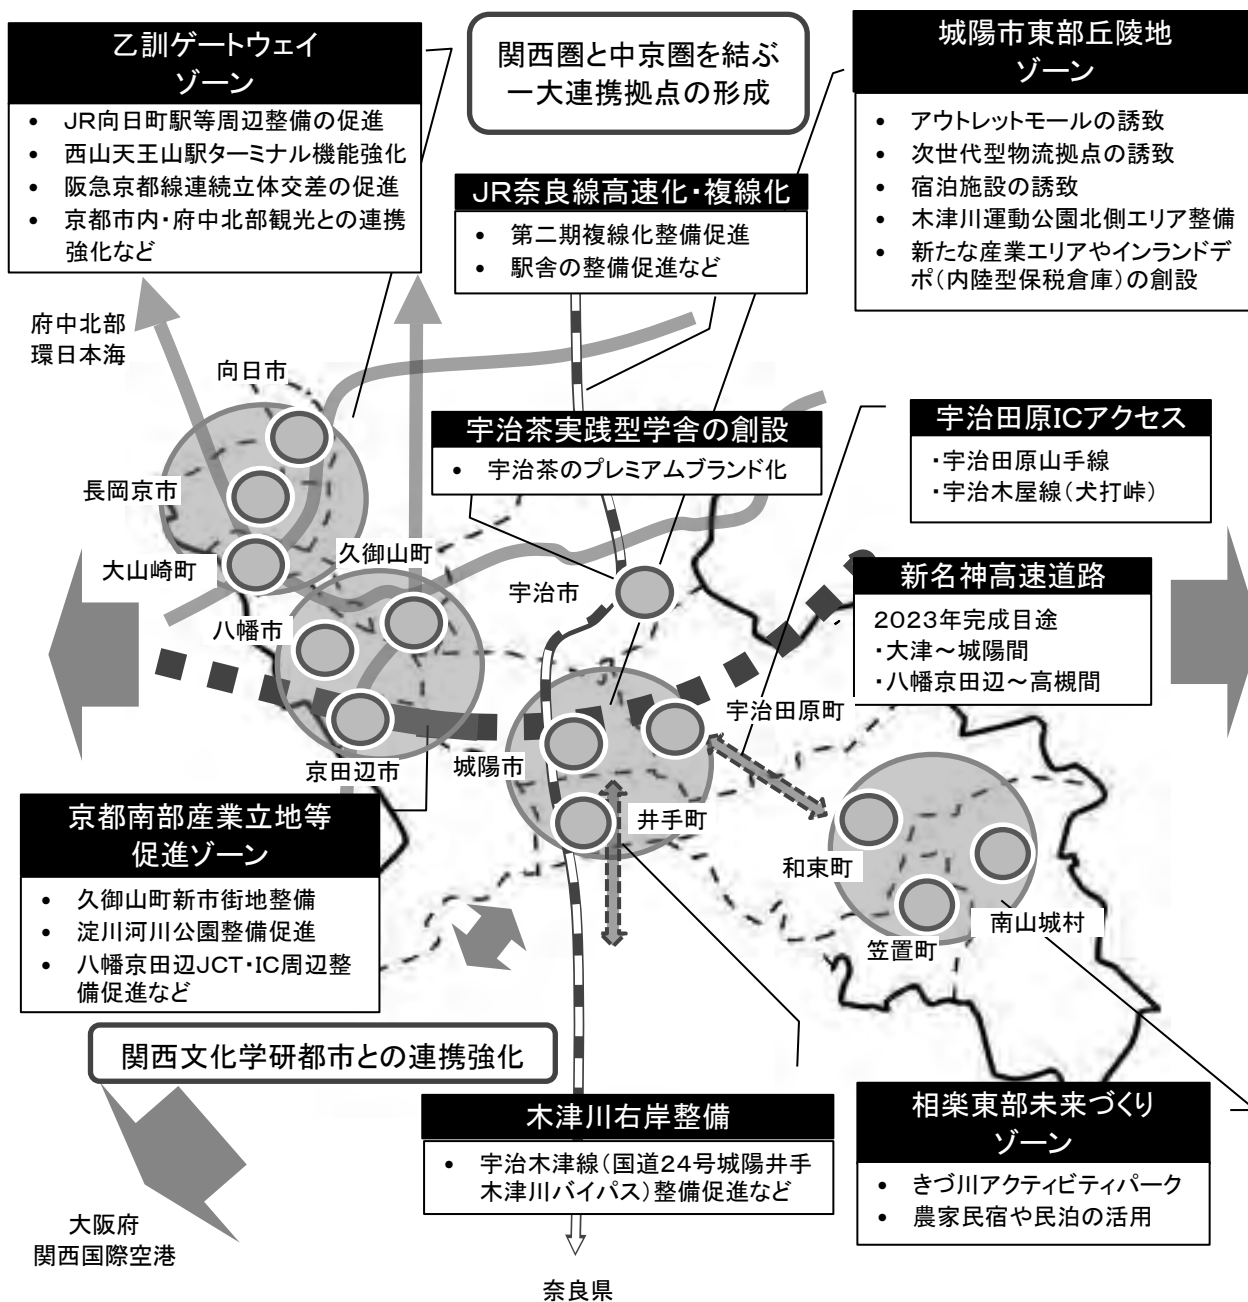 乙訓ゲートウェイ
ゾーン
• JR向日町駅等周辺整備の促進
• 西山天王山駅ターミナル機能強化
• 阪急京都線連続立体交差の促進
• 京都市内・府中北部観光との連携
強化など
関西圏と中京圏を結ぶ
一大連携拠点の形成
城陽市東部丘陵地
ゾーン
• アウトレットモールの誘致
• 次世代型物流拠点の誘致
• 宿泊施設の誘致
• 木津川運動公園北側エリア整備
• 新たな産業エリアやインランドデ
ポ（内陸型保税倉庫）の創設
JR奈良線高速化・複線化
• 第二期複線化整備促進
• 駅舎の整備促進など
府中北部
環日本海
向日市
長岡京市
大山崎町
久御山町
八幡市
京田辺市
宇治茶実践型学舎の創設
• 宇治茶のプレミアムブランド化
宇治田原ICアクセス
・宇治田原山手線
・宇治木屋線（犬打峠）
宇治市
新名神高速道路
2023年完成目途
・大津～城陽間
・八幡京田辺～高槻間
城陽市
宇治田原町
井手町
和束町
笠置町
南山城村
京都南部産業立地等
促進ゾーン
• 久御山町新市街地整備
• 淀川河川公園整備促進
• 八幡京田辺JCT・IC周辺整
備促進など
関西文化学研都市との連携強化
木津川右岸整備
• 宇治木津線（国道24号城陽井手
木津川バイパス）整備促進など
相楽東部未来づくり
ゾーン
• きづ川アクティビティパーク
• 農家民宿や民泊の活用
大阪府
関西国際空港
奈良県